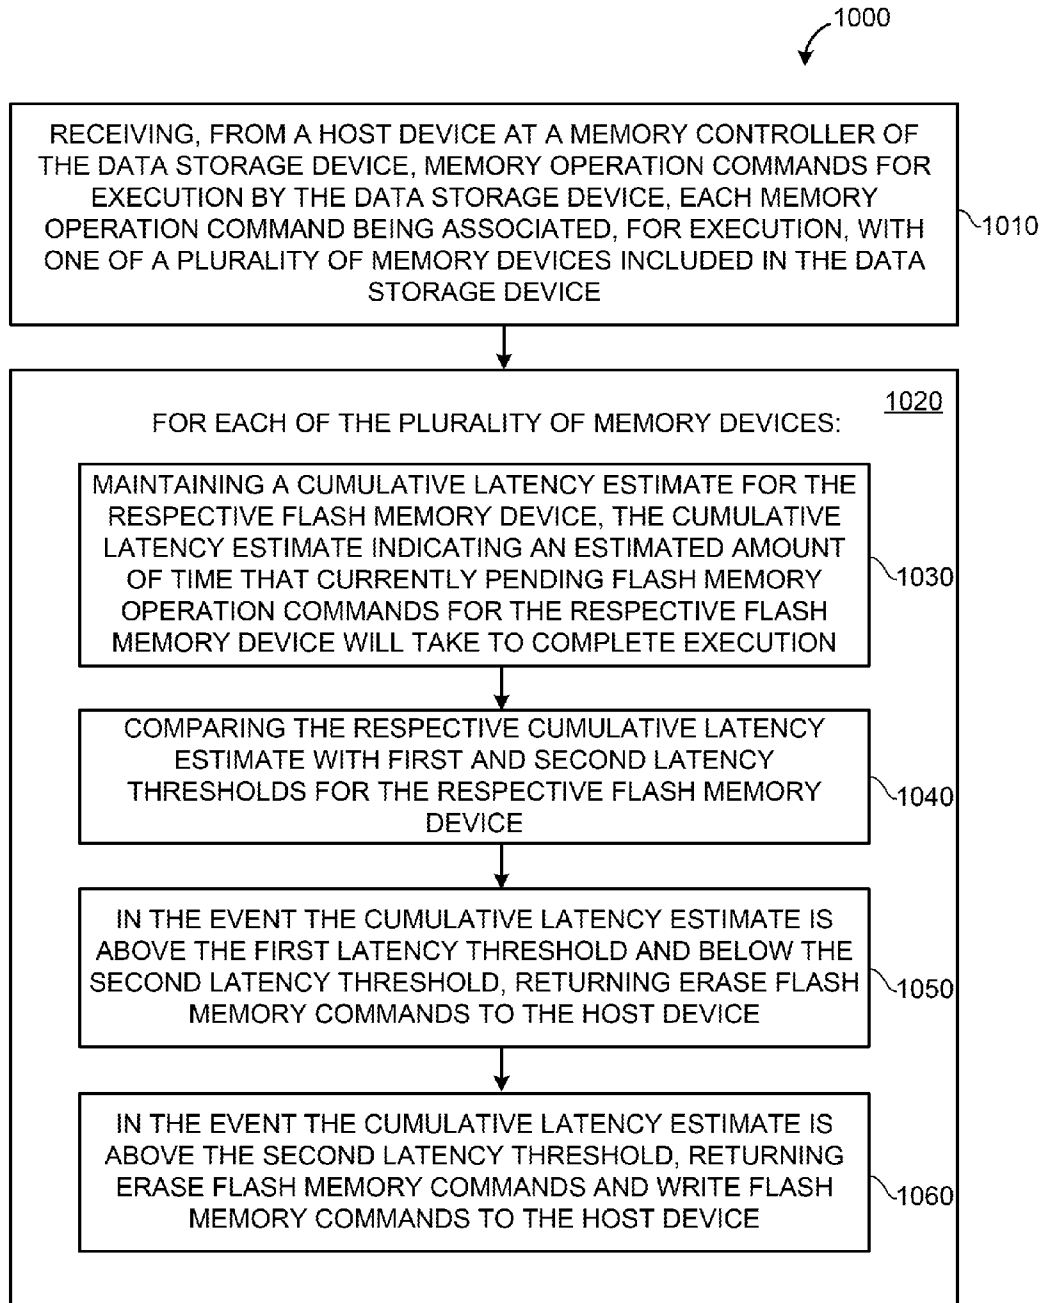 1000
RECEIVING, FROM A HOST DEVICE AT A MEMORY CONTROLLER OF
THE DATA STORAGE DEVICE, MEMORY OPERATION COMMANDS FOR
EXECUTION BY THE DATA STORAGE DEVICE, EACH MEMORY
OPERATION COMMAND BEING ASSOCIATED, FOR EXECUTION, WITH
ONE OF A PLURALITY OF MEMORY DEVICES INCLUDED IN THE DATA
STORAGE DEVICE
1010
1020
FOR EACH OF THE PLURALITY OF MEMORY DEVICES:
MAINTAINING A CUMULATIVE LATENCY ESTIMATE FOR THE
RESPECTIVE FLASH MEMORY DEVICE, THE CUMULATIVE
LATENCY ESTIMATE INDICATING AN ESTIMATED AMOUNT
OF TIME THAT CURRENTLY PENDING FLASH MEMORY
OPERATION COMMANDS FOR THE RESPECTIVE FLASH
MEMORY DEVICE WILL TAKE TO COMPLETE EXECUTION
1030
COMPARING THE RESPECTIVE CUMULATIVE LATENCY
ESTIMATE WITH FIRST AND SECOND LATENCY
THRESHOLDS FOR THE RESPECTIVE FLASH MEMORY
DEVICE
1040
IN THE EVENT THE CUMULATIVE LATENCY ESTIMATE IS
ABOVE THE FIRST LATENCY THRESHOLD AND BELOW THE
SECOND LATENCY THRESHOLD, RETURNING ERASE FLASH
MEMORY COMMANDS TO THE HOST DEVICE
1050
IN THE EVENT THE CUMULATIVE LATENCY ESTIMATE IS
ABOVE THE SECOND LATENCY THRESHOLD, RETURNING
ERASE FLASH MEMORY COMMANDS AND WRITE FLASH
MEMORY COMMANDS TO THE HOST DEVICE
1060